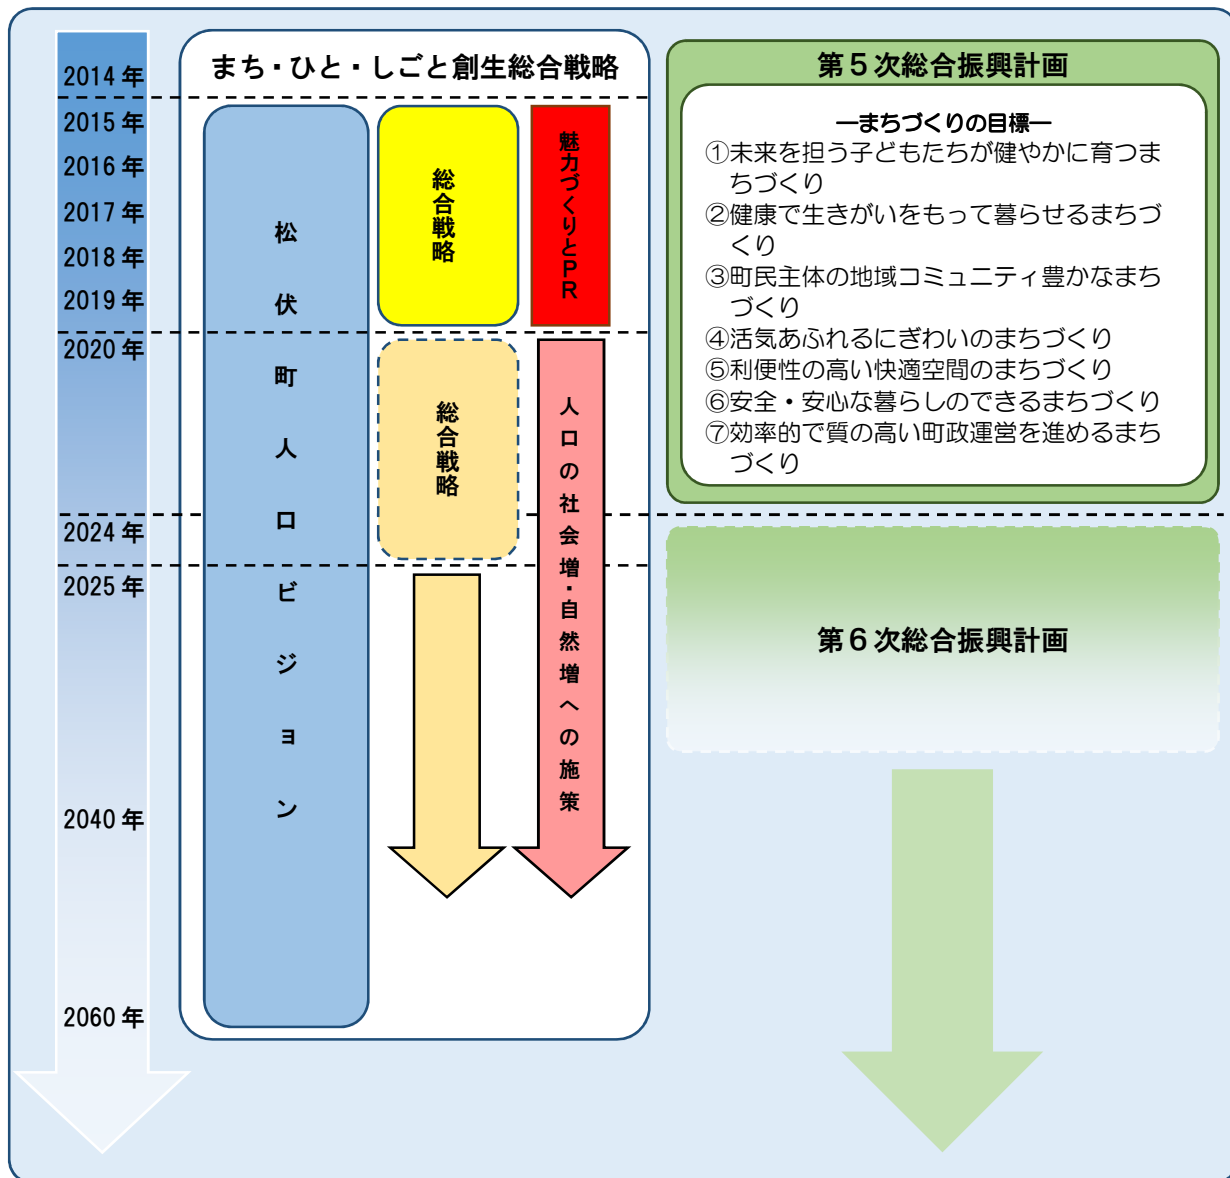 2014年
2015年
2016年
2017年
2018年
2019年
2020年
2024年
2025年
2040年
2060年
まち・ひと・しごと創生総合戦略
松伏町人口ビジョン
総合戦略
魅力づくりとPR
総合戦略
人口の社会増・自然増への施策
第5次総合振興計画
―まちづくりの目標―
①未来を担う子どもたちが健やかに育つま
ちづくり
②健康で生きがいをもって暮らせるまちづ
くり
③町民主体の地域コミュニティ豊かなまち
づくり
④活気あふれるにぎわいのまちづくり
⑤利便性の高い快適空間のまちづくり
⑥安全・安心な暮らしのできるまちづくり
⑦効率的で質の高い町政運営を進めるまち
づくり
第6次総合振興計画